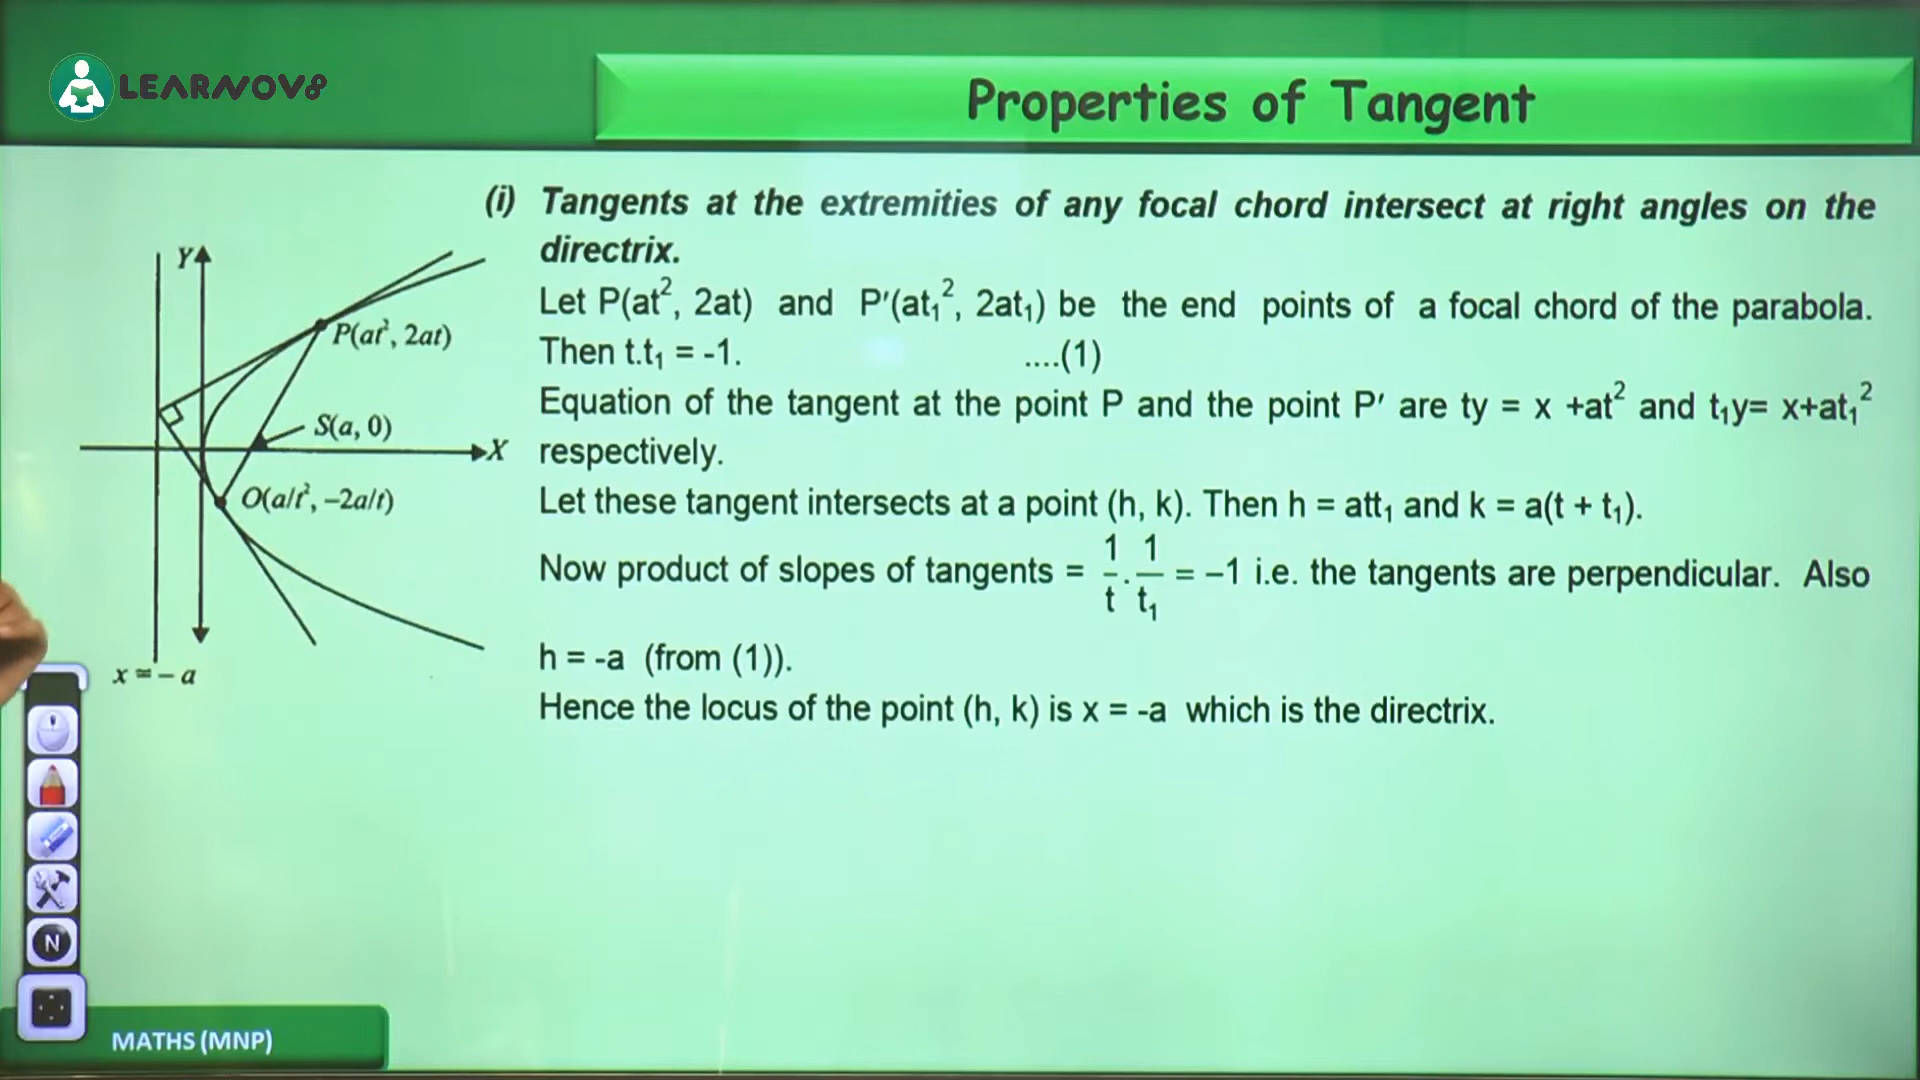 LEARNOV8
Properties of Tangent
(i) Tangents at the extremities of any focal chord intersect at right angles on the
directrix.
Let P(at², 2at) and P′(at₁², 2at₁) be the end points of a focal chord of the parabola.
Then t.t₁ = -1. ....(1)
Equation of the tangent at the point P and the point P′ are ty = x +at² and t₁y= x+at₁²
respectively.
Let these tangent intersects at a point (h, k). Then h = att₁ and k = a(t + t₁).
Now product of slopes of tangents = 1/t . 1/t₁ = –1 i.e. the tangents are perpendicular. Also
h = -a (from (1)).
Hence the locus of the point (h, k) is x = -a which is the directrix.
Y
P(at², 2at)
S(a, 0)
X
O(a/t², –2a/t)
x = – a
N
MATHS (MNP)